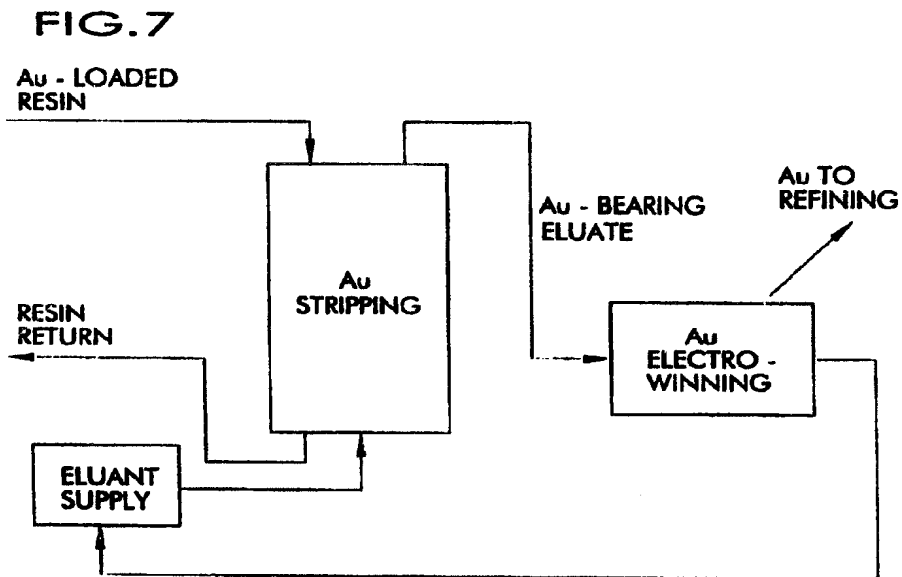 FIG.7
Au - LOADED
RESIN
Au - BEARING
ELUATE
Au TO
REFINING
Au
STRIPPING
RESIN
RETURN
Au
ELECTRO -
WINNING
ELUANT
SUPPLY